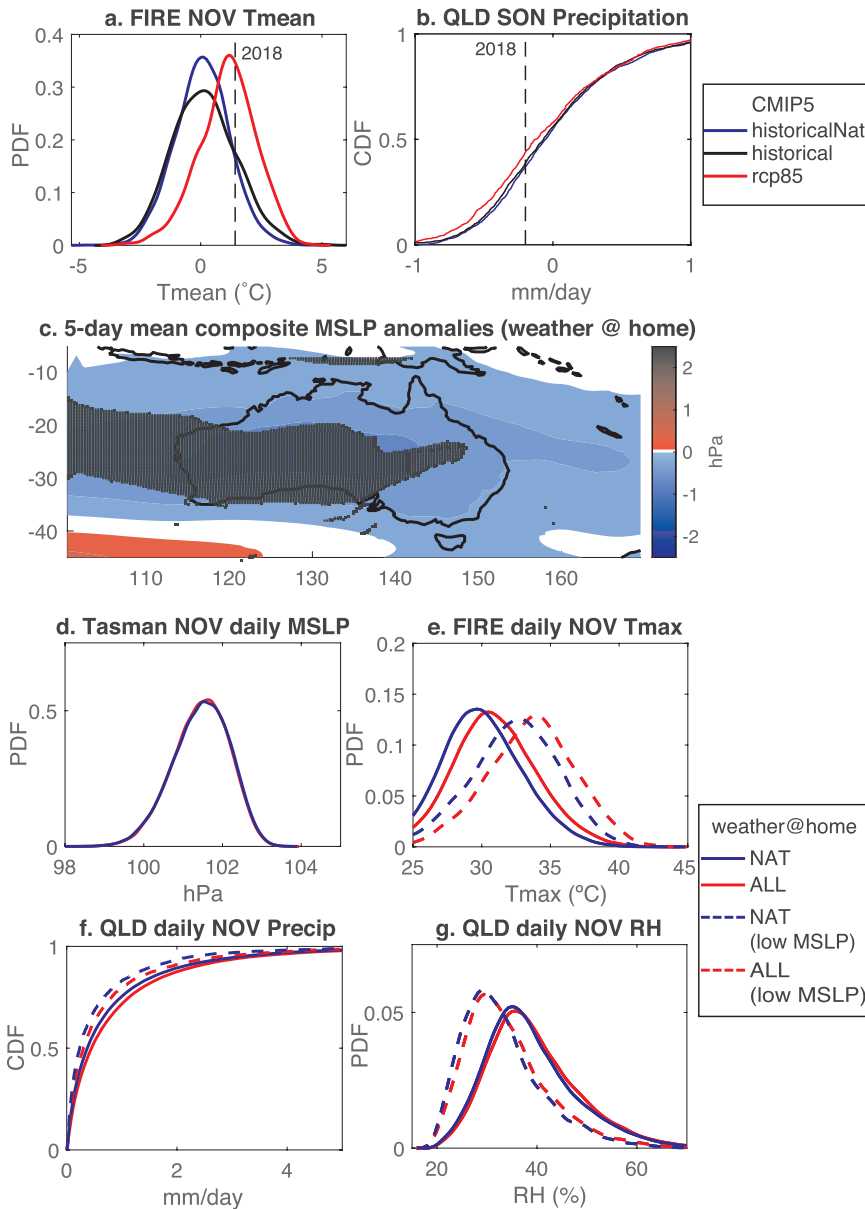 a. FIRE NOV Tmean
0.4
0.3
0.2
0.1
0
PDF
2018
-5 0 5
Tmean (˚C)
b. QLD SON Precipitation
1
0.5
0
CDF
2018
-1 0 1
mm/day
CMIP5
historicalNat
historical
rcp85
c. 5-day mean composite MSLP anomalies (weather @ home)
-10
-20
-30
-40
110 120 130 140 150 160
2
1
0
-1
-2
hPa
d. Tasman NOV daily MSLP
0.5
0
PDF
98 100 102 104
hPa
e. FIRE daily NOV Tmax
0.2
0.15
0.1
0.05
0
PDF
25 30 35 40 45
Tmax (ºC)
f. QLD daily NOV Precip
1
0.5
0
CDF
0 2 4
mm/day
g. QLD daily NOV RH
0.05
0
PDF
20 40 60
RH (%)
weather@home
NAT
ALL
NAT
(low MSLP)
ALL
(low MSLP)